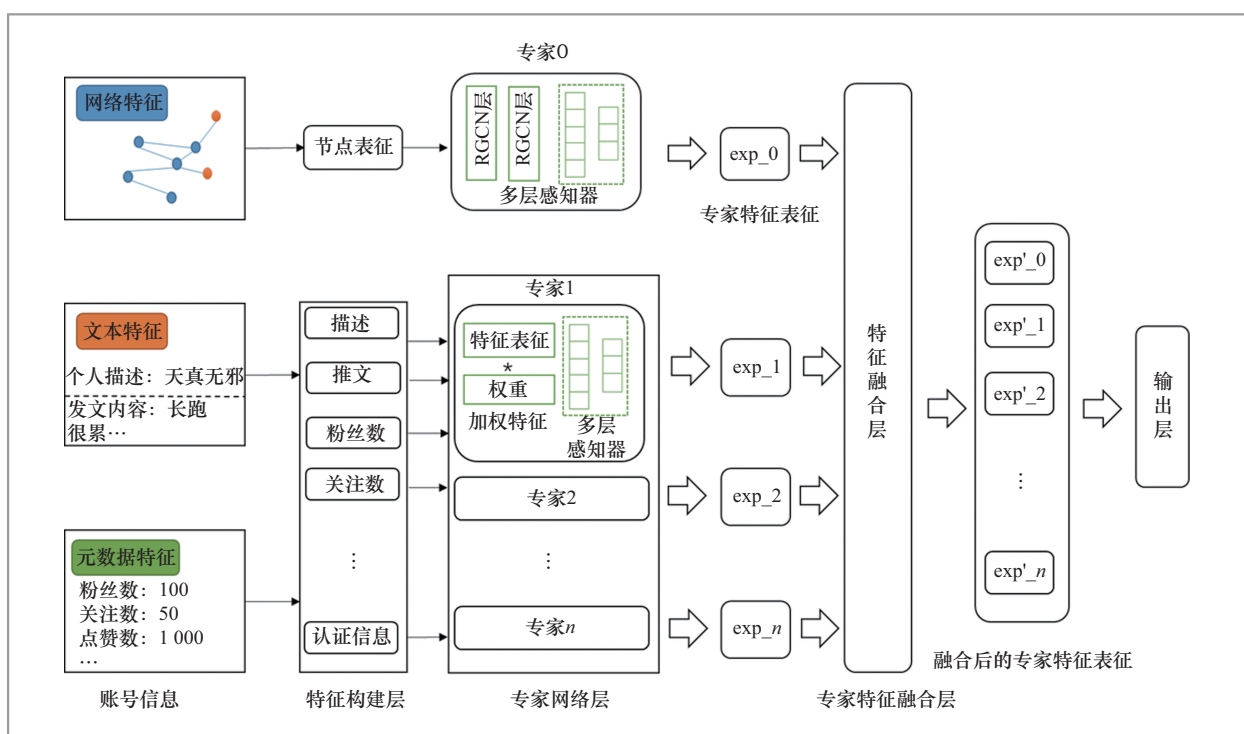 专家0
网络特征
节点表征
RGCN层
RGCN层
多层感知器
exp_0
专家特征表征
文本特征
个人描述：天真无邪
发文内容：长跑
很累…
元数据特征
粉丝数：100
关注数：50
点赞数：1 000
…
账号信息
描述
推文
粉丝数
关注数
⋮
认证信息
特征构建层
专家1
特征表征
*
权重
加权特征
多层
感知器
专家2
⋮
专家n
专家网络层
exp_1
exp_2
exp_n
特征融合层
专家特征融合层
exp'_0
exp'_1
exp'_2
⋮
exp'_n
融合后的专家特征表征
输出层